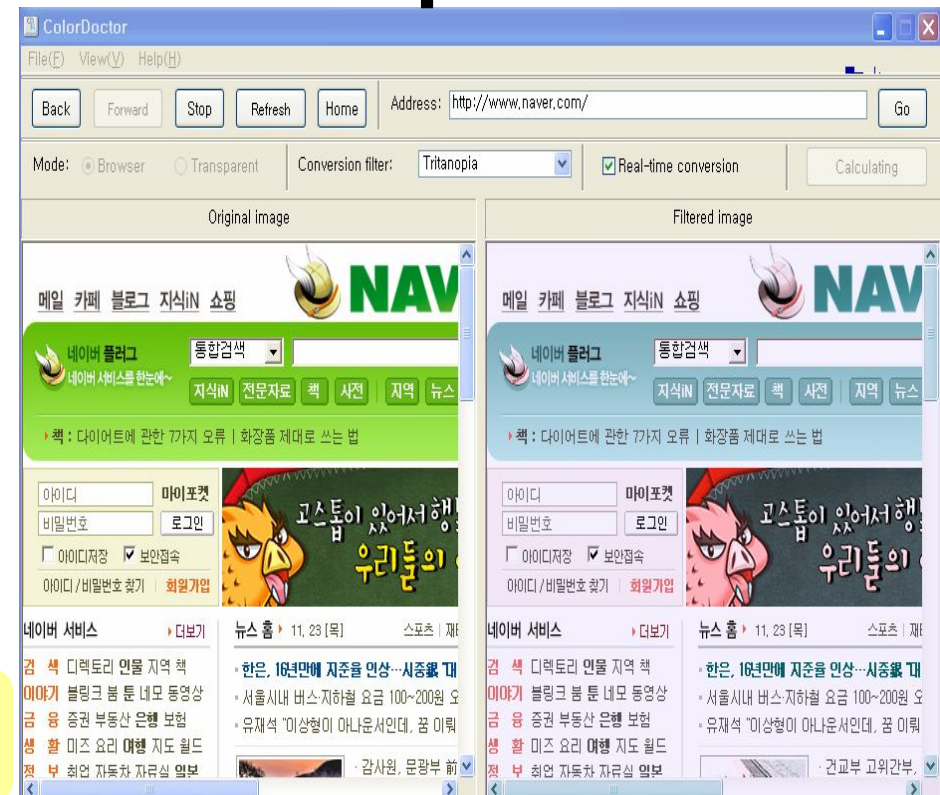 ColorDoctor
File(F) View(V) Help(H)
Back Forward Stop Refresh Home Address: http://www.naver.com/ Go
Mode: Browser Transparent Conversion filter: Tritanopia Real-time conversion Calculating
Original image
Filtered image
NAV
메일 카페 블로그 지식iN 쇼핑
네이버 플러그
통합검색
네이버 서비스를 한눈에~
지식iN 전문자료 책 사전 지역 뉴스
책 : 다이어트에 관한 7가지 오류 | 화장품 제대로 쓰는 법
아이디
마이포켓
비밀번호
로그인
아이디저장 보안접속
아이디/비밀번호 찾기 회원가입
고스톱이 있어서 행
우리들의
네이버 서비스 더보기
뉴스 홈 11, 23 [목] 스포츠
검 색 디렉토리 인물 지역 책
이야기 블링크 붐 툰 네모 동영상
금 융 증권 부동산 은행 보험
생 활 미즈 요리 여행 지도 월드
정 부 취업 자동차 자료실 일본
한은, 16년만에 지준율 인상…시중銀
서울시내 버스·지하철 요금 100~200원
유재석 "이상형이 아나운서인데, 꿈 이뤄
감사원, 문광부 前
NAV
메일 카페 블로그 지식iN 쇼핑
네이버 플러그
통합검색
네이버 서비스를 한눈에~
지식iN 전문자료 책 사전 지역 뉴스
책 : 다이어트에 관한 7가지 오류 | 화장품 제대로 쓰는 법
아이디
마이포켓
비밀번호
로그인
아이디저장 보안접속
아이디/비밀번호 찾기 회원가입
고스톱이 있어서 행
우리들의
네이버 서비스 더보기
뉴스 홈 11, 23 [목] 스포츠
검 색 디렉토리 인물 지역 책
이야기 블링크 붐 툰 네모 동영상
금 융 증권 부동산 은행 보험
생 활 미즈 요리 여행 지도 월드
정 부 취업 자동차 자료실 일본
한은, 16년만에 지준율 인상…시중銀
서울시내 버스·지하철 요금 100~200원
유재석 "이상형이 아나운서인데, 꿈 이뤄
건교부 고위간부,